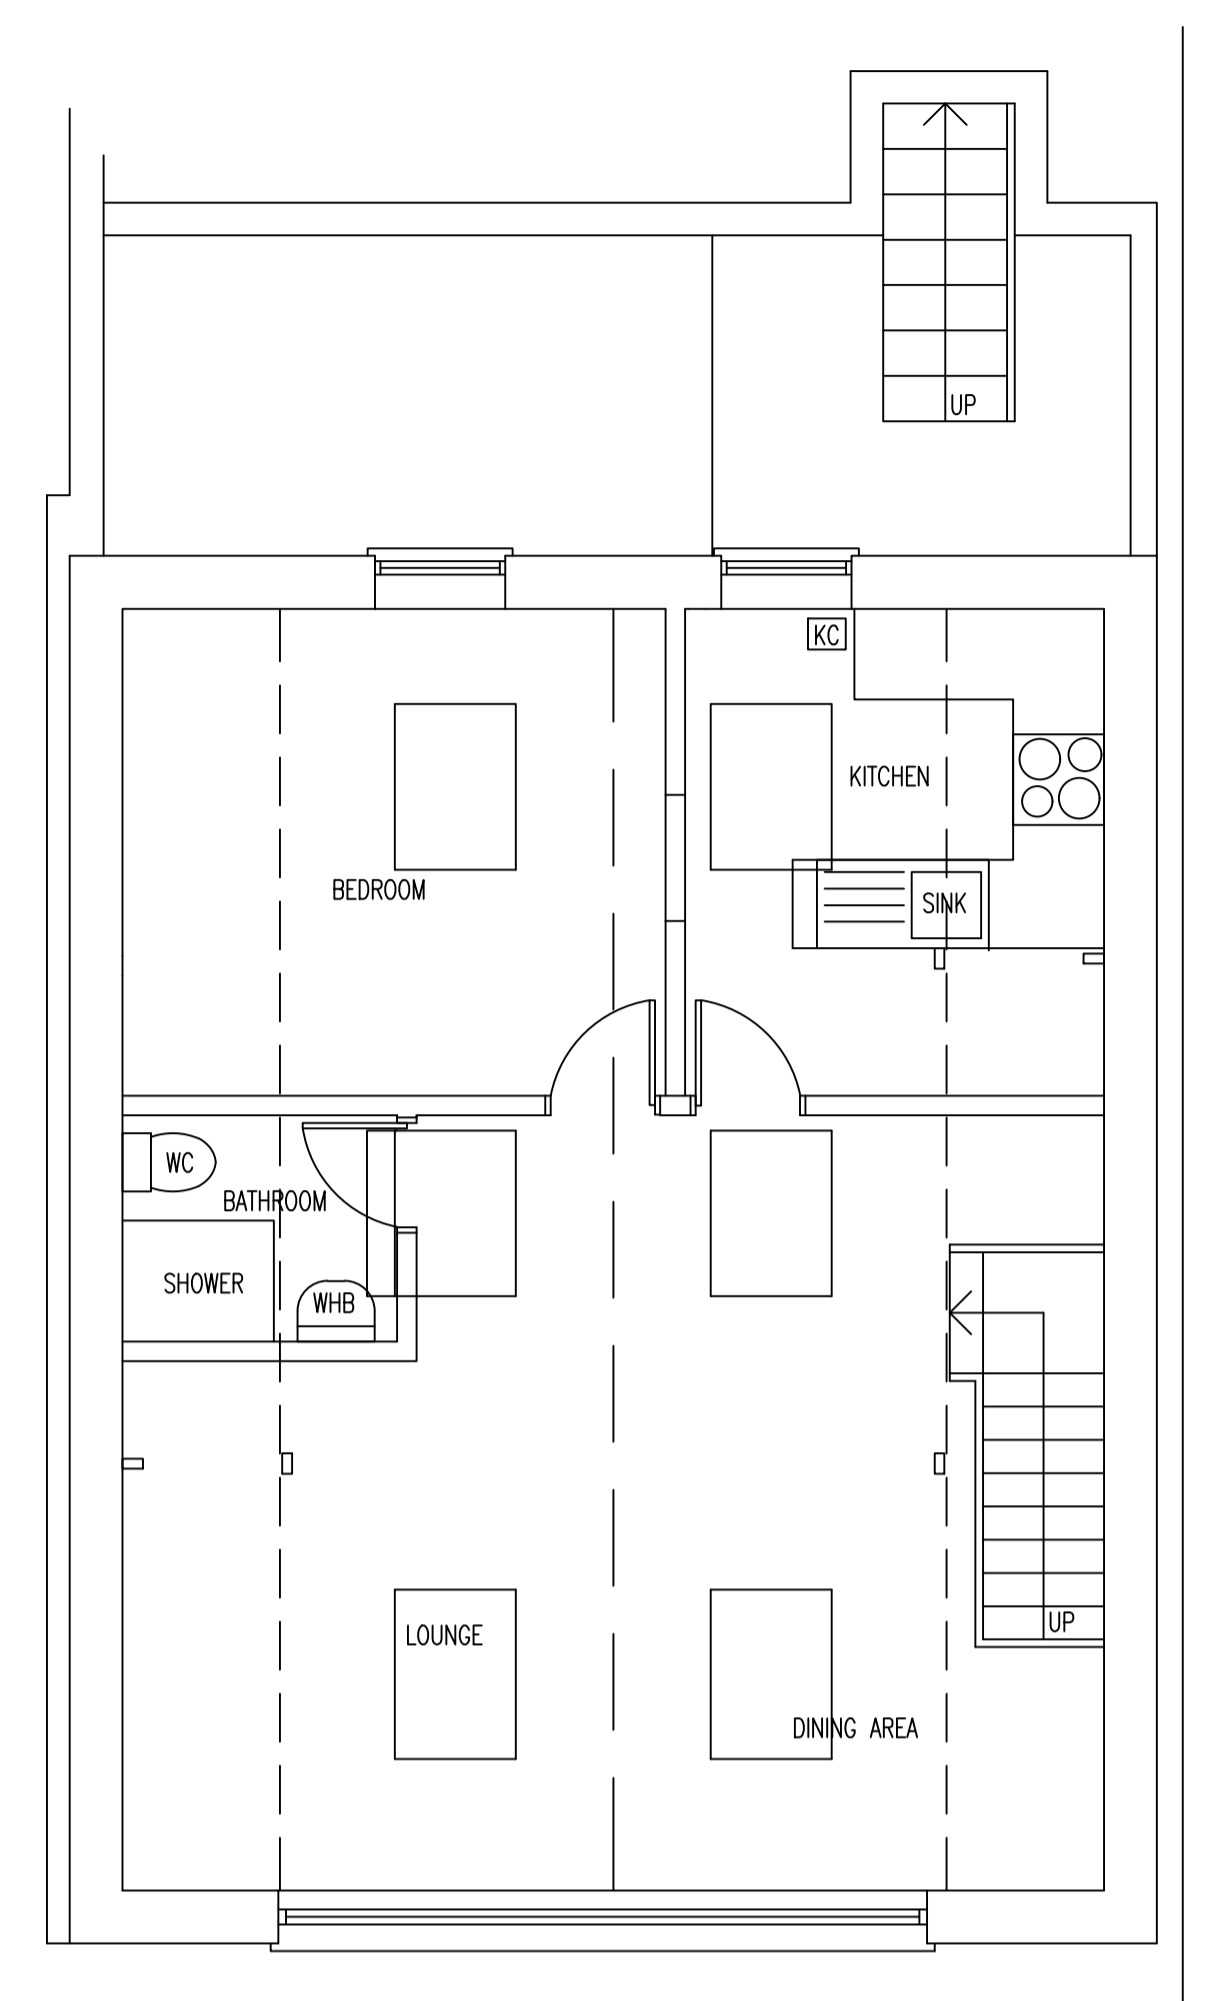 UP
KC
KITCHEN
BEDROOM
SINK
WC
BATHROOM
SHOWER
WHB
UP
LOUNGE
DINING AREA